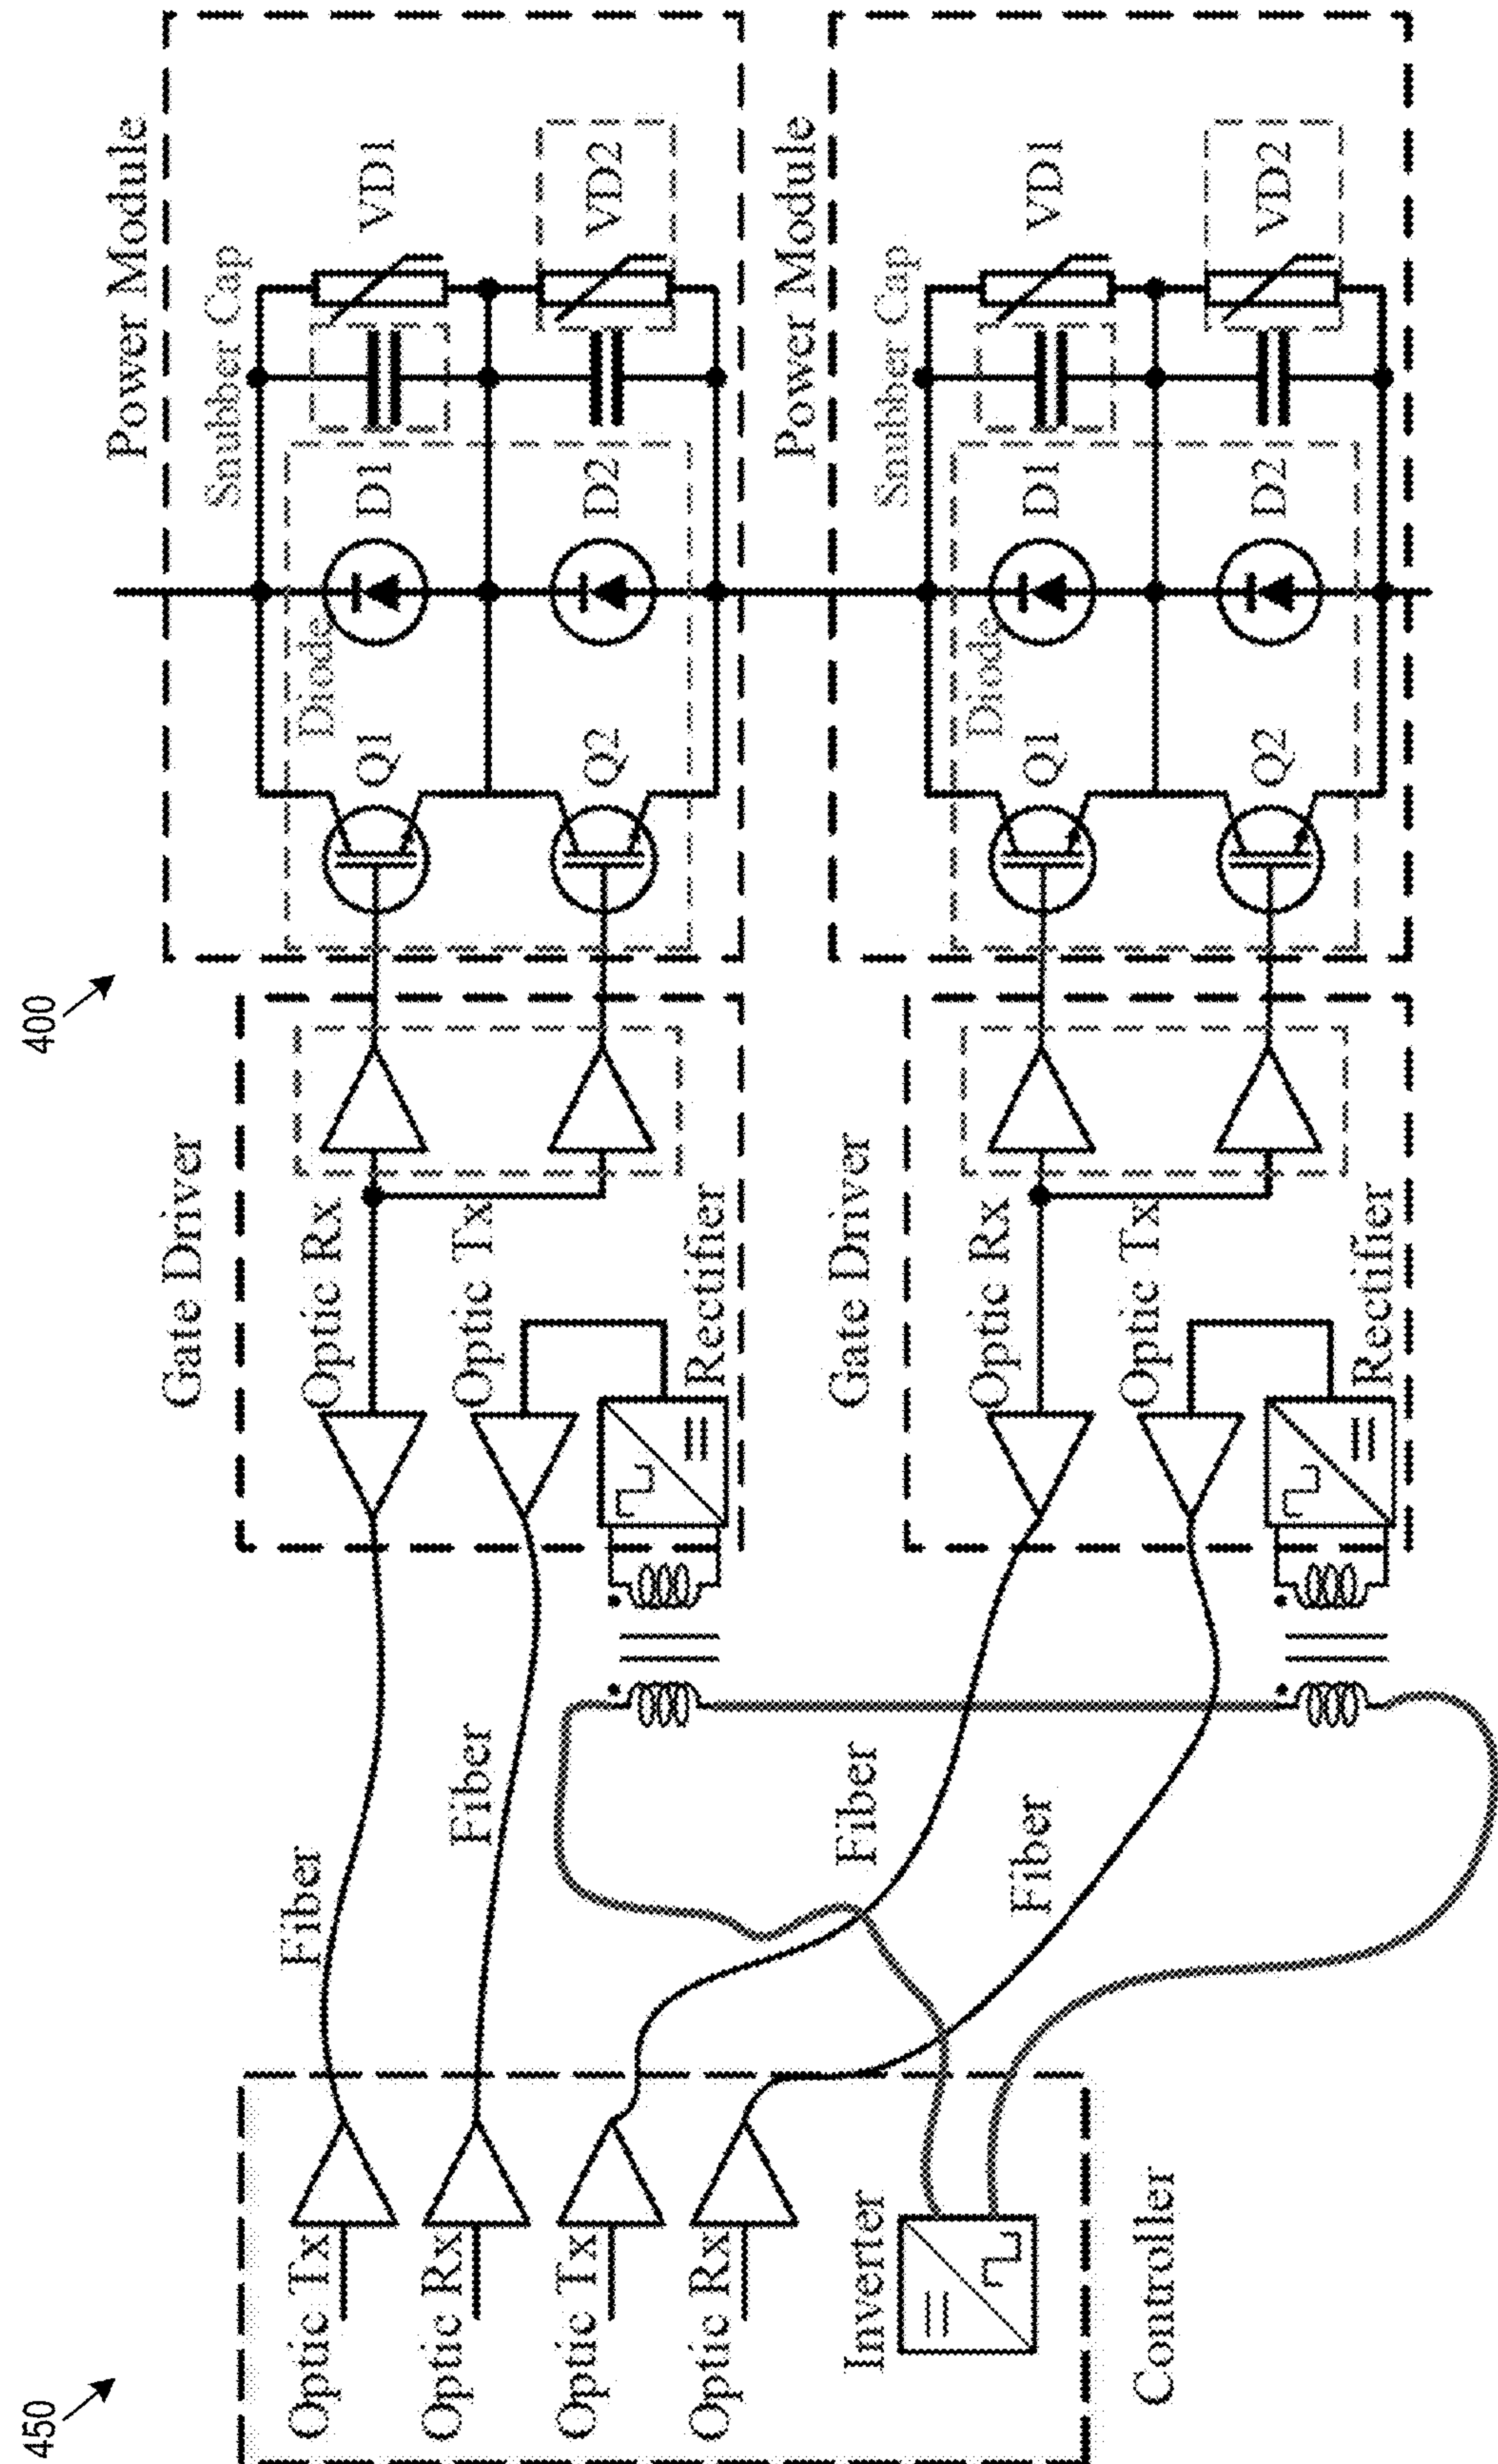 450
400
Optic Tx
Optic Rx
Optic Tx
Optic Rx
Inverter
Controller
Fiber
Fiber
Fiber
Fiber
Gate Driver
Optic Rx
Optic Tx
Rectifier
Power Module
Snubber Cap
Diode
Q1
D1
VD1
Q2
D2
VD2
Gate Driver
Optic Rx
Optic Tx
Rectifier
Power Module
Snubber Cap
Diode
Q1
D1
VD1
Q2
D2
VD2